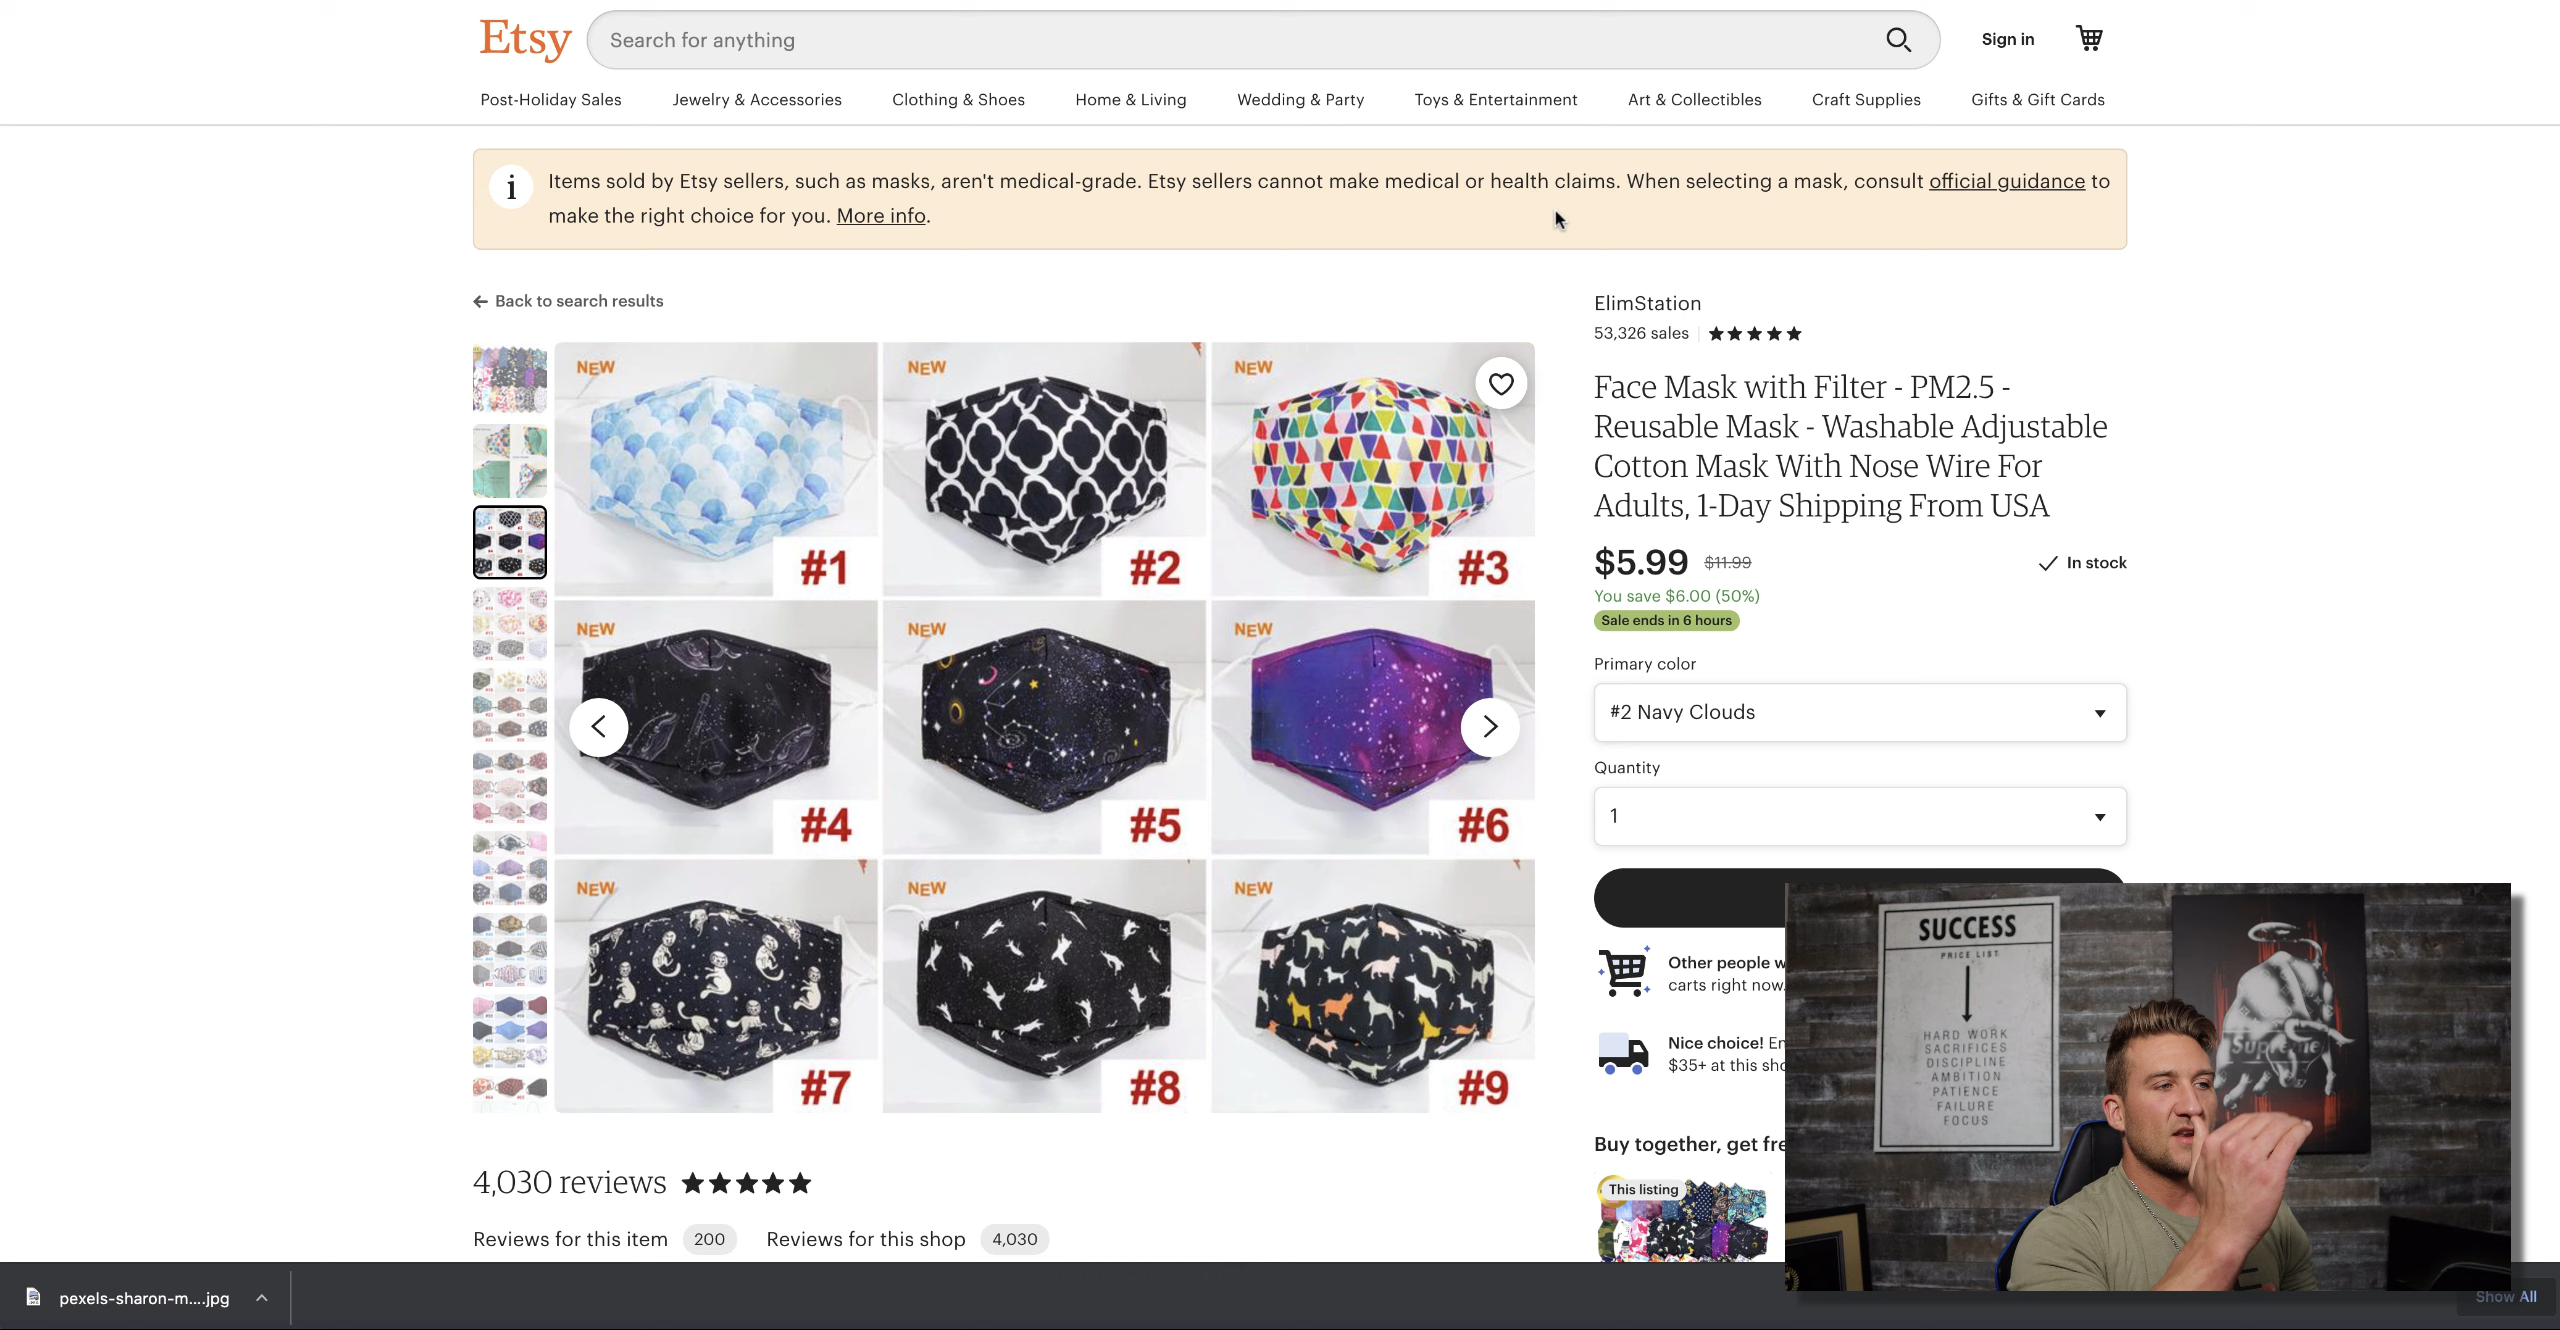 Etsy
Search for anything
Sign in
Post-Holiday Sales
Jewelry & Accessories
Clothing & Shoes
Home & Living
Wedding & Party
Toys & Entertainment
Art & Collectibles
Craft Supplies
Gifts & Gift Cards
i
Items sold by Etsy sellers, such as masks, aren't medical-grade. Etsy sellers cannot make medical or health claims. When selecting a mask, consult official guidance to
make the right choice for you. More info.
Back to search results
NEW
NEW
NEW
#1
#2
#3
NEW
NEW
NEW
#4
#5
#6
NEW
NEW
NEW
#7
#8
#9
ElimStation
53,326 sales
Face Mask with Filter - PM2.5 -
Reusable Mask - Washable Adjustable
Cotton Mask With Nose Wire For
Adults, 1-Day Shipping From USA
$5.99 $11.99
In stock
You save $6.00 (50%)
Sale ends in 6 hours
Primary color
#2 Navy Clouds
Quantity
1
Other people w
carts right now.
Nice choice! En
$35+ at this sho
Buy together, get fre
This listing
4,030 reviews
Reviews for this item 200
Reviews for this shop 4,030
SUCCESS
PRICE LIST
HARD WORK
SACRIFICES
DISCIPLINE
AMBITION
PATIENCE
FAILURE
FOCUS
Supreme
pexels-sharon-m....jpg
Show All